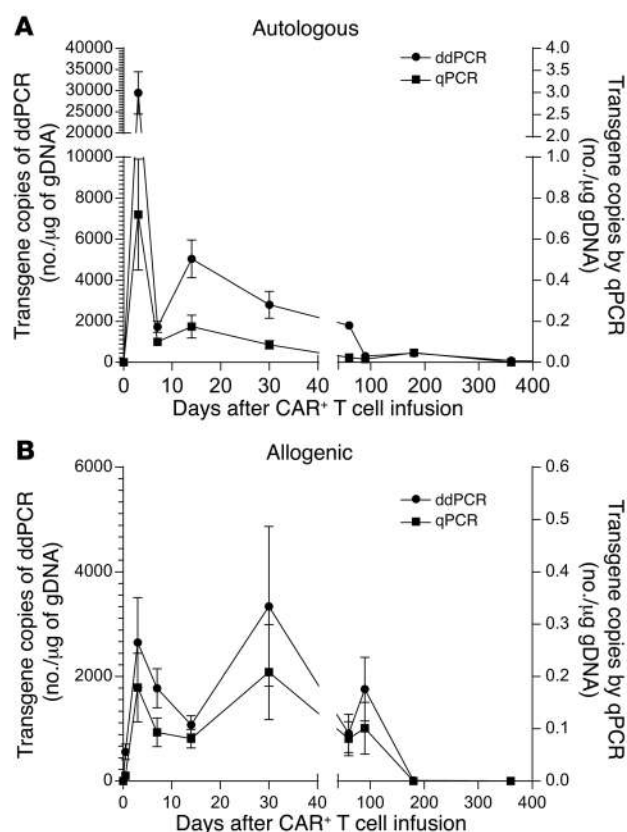 A
Autologous
ddPCR
qPCR
Transgene copies of ddPCR
(no./µg of gDNA)
40000
35000
30000
25000
20000
10000
8000
6000
4000
2000
0
4.0
3.5
3.0
2.5
2.0
1.0
0.8
0.6
0.4
0.2
0.0
Transgene copies by qPCR
(no./µg gDNA)
0 10 20 30 40 100 200 300 400
Days after CAR⁺ T cell infusion
B
Allogenic
ddPCR
qPCR
Transgene copies of ddPCR
(no./µg of gDNA)
6000
4000
2000
0
0.6
0.5
0.4
0.3
0.2
0.1
0.0
Transgene copies by qPCR
(no./µg gDNA)
0 10 20 30 40 100 200 300 400
Days after CAR⁺ T cell infusion